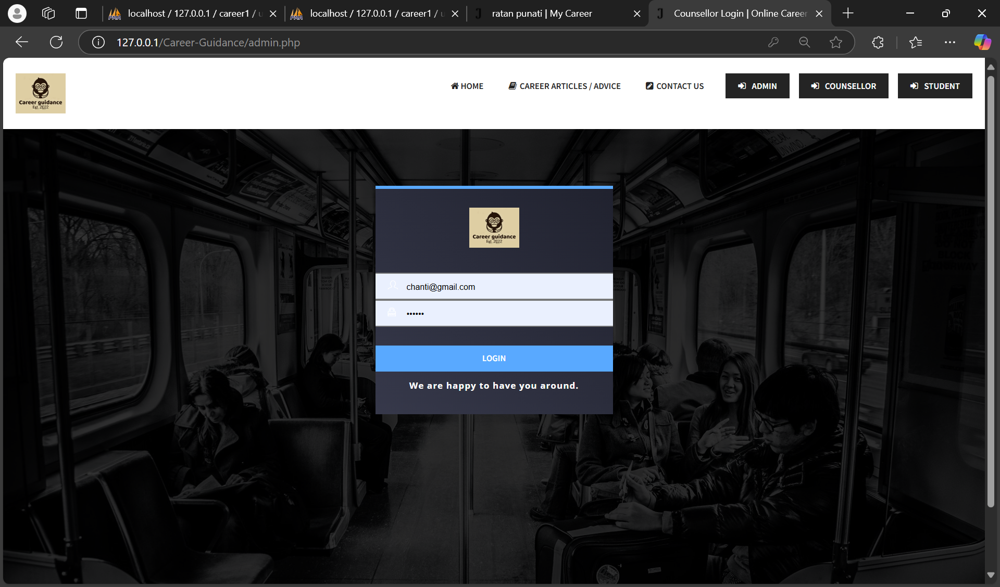 localhost / 127.0.0.1 / career1 / u
localhost / 127.0.0.1 / career1 / u
ratan punati | My Career
Counsellor Login | Online Career
127.0.0.1/Career-Guidance/admin.php
Career guidance
Est. 2022
HOME
CAREER ARTICLES / ADVICE
CONTACT US
ADMIN
COUNSELLOR
STUDENT
RELAX
UNWIND
Career guidance
Est. 2022
chanti@gmail.com
••••••
LOGIN
We are happy to have you around.